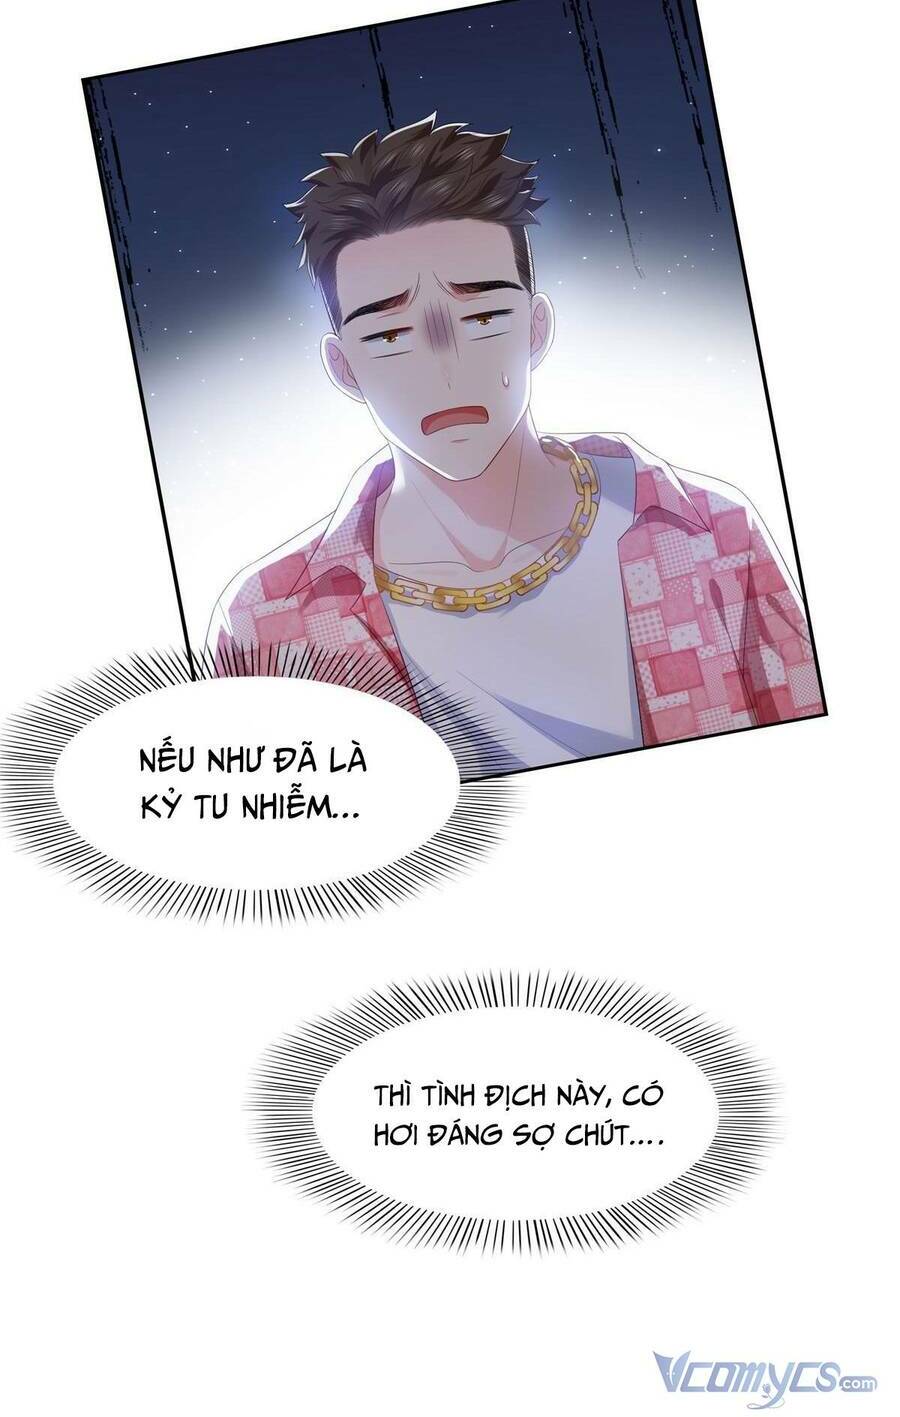 NẾU NHƯ ĐÃ LÀ
KỶ TU NHIỄM...
THÌ TÌNH ĐỊCH NÀY, CÓ
HƠI ĐÁNG SỢ CHÚT....
VCOMYCS.com